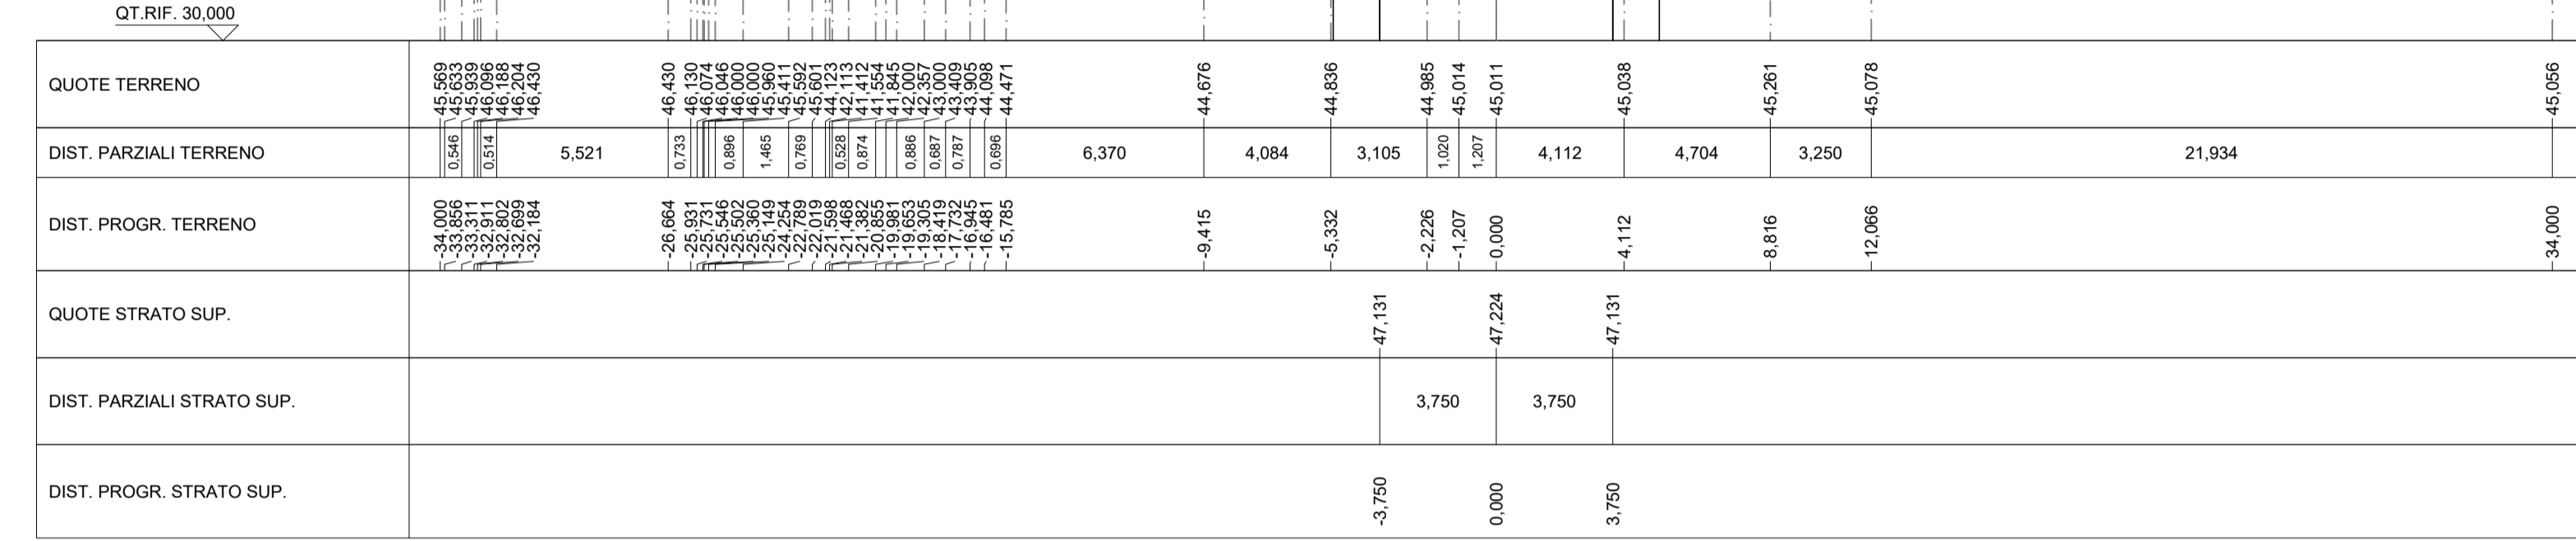 QT.RIF. 30,000
QUOTE TERRENO 45,569 45,633 45,939 46,096 46,188 46,204 46,430 46,430 46,130 46,074 46,046 46,000 46,000 45,960 45,411 45,592 45,601 44,123 42,113 41,412 41,554 41,845 42,000 42,357 43,000 43,409 43,905 44,098 44,471 44,676 44,836 44,985 45,014 45,011 45,038 45,261 45,078 45,056
DIST. PARZIALI TERRENO 0,546 0,514 5,521 0,733 0,896 1,465 0,769 0,528 0,874 0,886 0,687 0,787 0,696 6,370 4,084 3,105 1,020 1,207 4,112 4,704 3,250 21,934
DIST. PROGR. TERRENO -34,000 -33,856 -33,311 -32,911 -32,802 -32,699 -32,184 -26,664 -25,931 -25,731 -25,546 -25,502 -25,360 -25,149 -24,254 -22,789 -22,019 -21,598 -21,468 -21,382 -20,855 -19,981 -19,653 -19,305 -18,419 -17,732 -16,945 -16,481 -15,785 -9,415 -5,332 -2,226 -1,207 0,000 4,112 8,816 12,066 34,000
QUOTE STRATO SUP. 47,131 47,224 47,131
DIST. PARZIALI STRATO SUP. 3,750 3,750
DIST. PROGR. STRATO SUP. -3,750 0,000 3,750